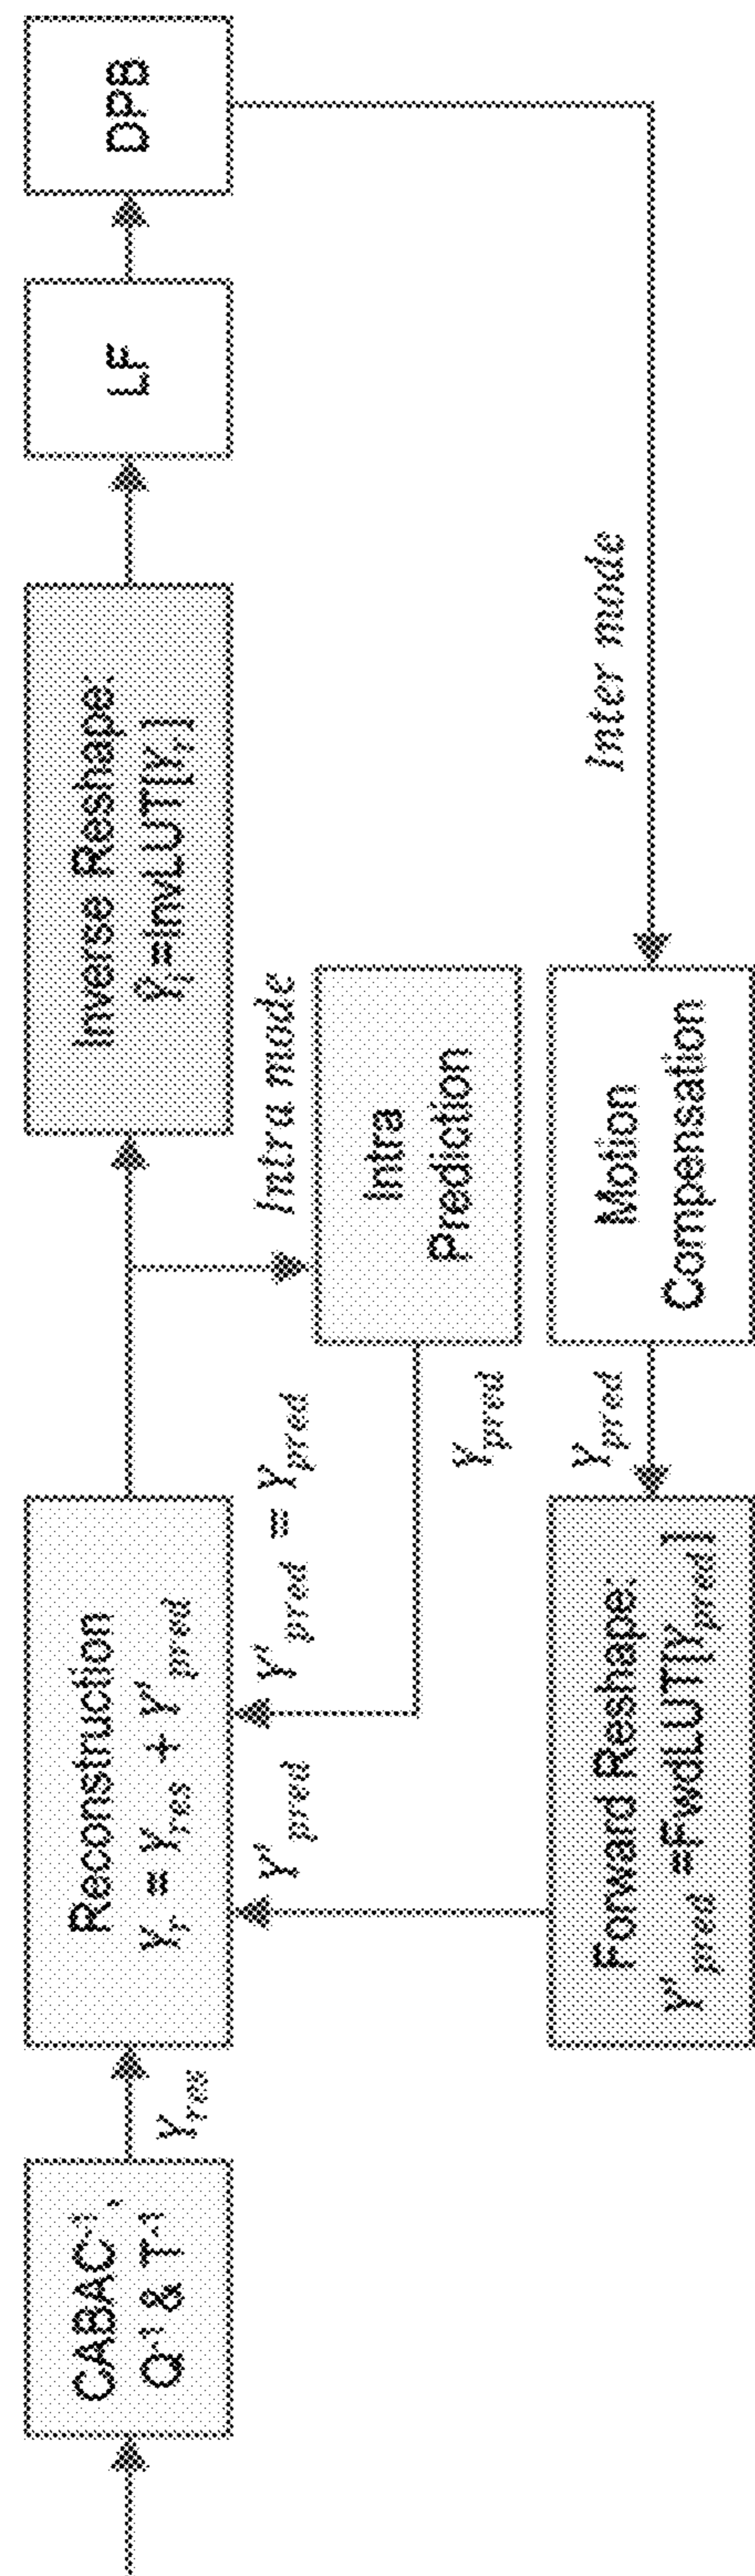 CABAC⁻¹,
Q⁻¹ & T⁻¹
Y_res
Reconstruction
Y_r = Y_res + Y'_pred
Inverse Reshape:
Ŷ_i=InvLUT[Y_r]
LF
DPB
Y'_pred
Y'_pred = Y_pred
Intra mode
Intra
Prediction
Y_pred
Inter mode
Forward Reshape:
Y'_pred =FwdLUT[Y_pred]
Y_pred
Motion
Compensation